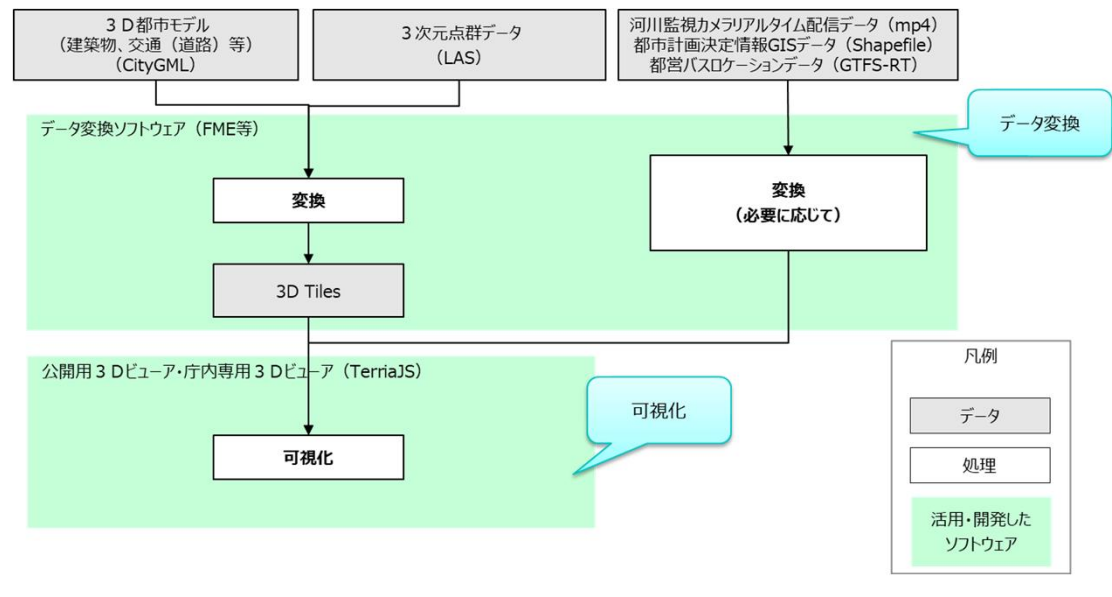 ３Ｄ都市モデル
（建築物、交通（道路）等）
（CityGML）
３次元点群データ
（LAS）
河川監視カメラリアルタイム配信データ（mp4）
都市計画決定情報GISデータ（Shapefile）
都営バスロケーションデータ（GTFS-RT）
データ変換ソフトウェア（FME等）
データ変換
変換
変換
（必要に応じて）
3D Tiles
公開用３Ｄビューア・庁内専用３Ｄビューア（TerriaJS）
可視化
可視化
凡例
データ
処理
活用・開発した
ソフトウェア